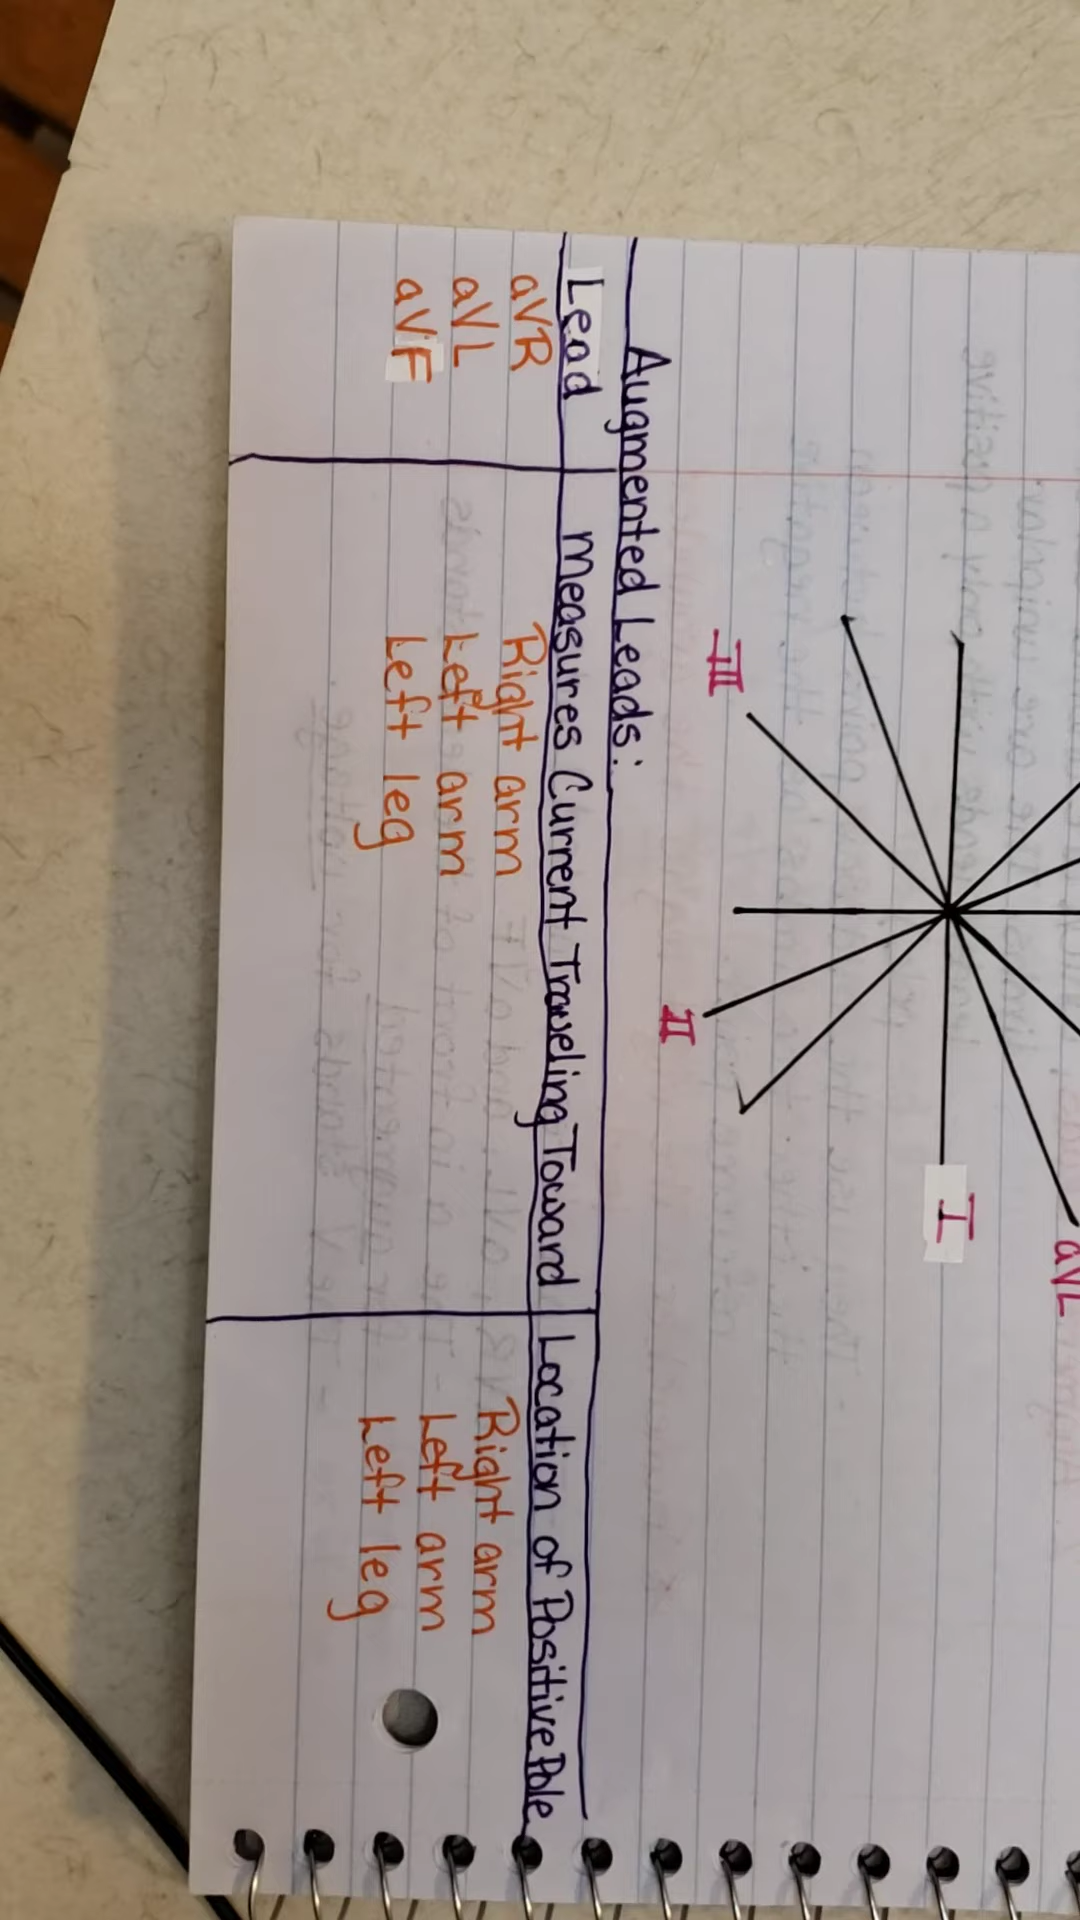 aVL
I
III
II
Augmented Leads:
Lead measures Current Traveling Toward Location of Positive Pole
aVR Right arm Right arm
aVL Left arm Left arm
aVF Left leg Left leg